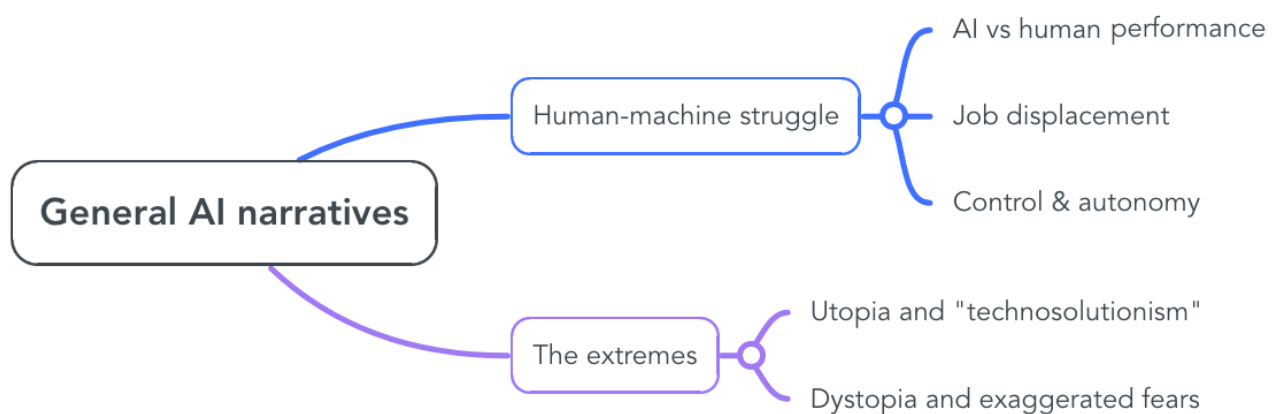 General AI narratives
Human-machine struggle
AI vs human performance
Job displacement
Control & autonomy
The extremes
Utopia and "technosolutionism"
Dystopia and exaggerated fears